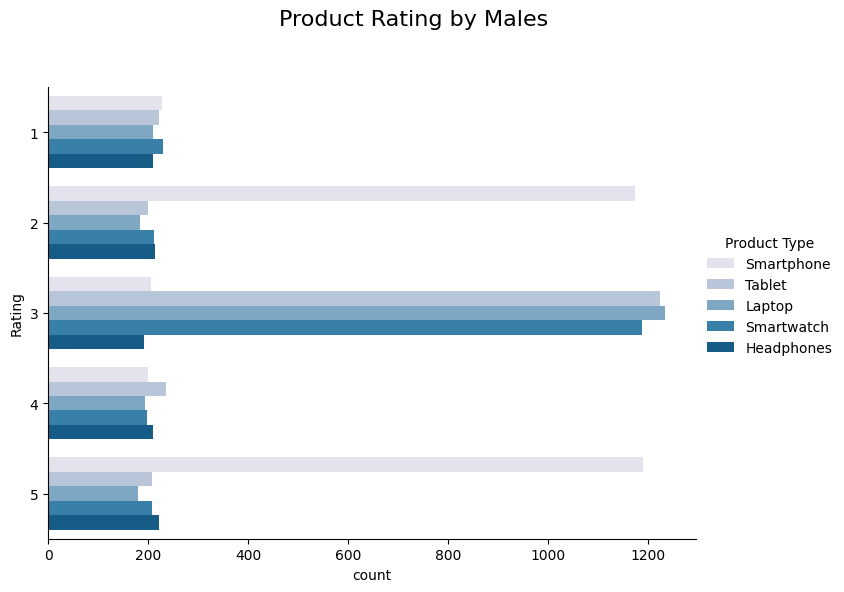 Product Rating by Males
Rating
1
2
3
4
5
0 200 400 600 800 1000 1200
count
Product Type
Smartphone
Tablet
Laptop
Smartwatch
Headphones